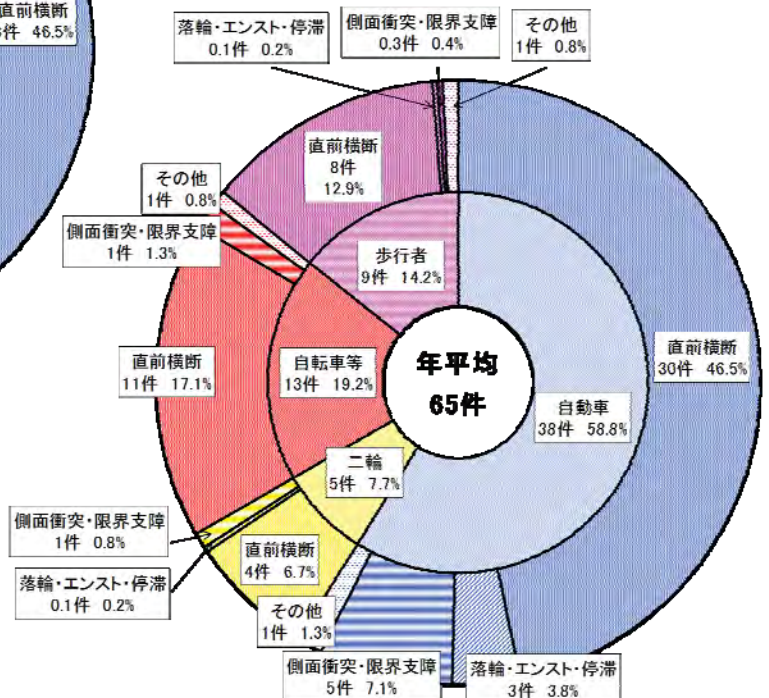 直前横断
件 46.5%
落輪・エンスト・停滞
0.1件 0.2%
側面衝突・限界支障
0.3件 0.4%
その他
1件 0.8%
直前横断
8件
12.9%
その他
1件 0.8%
側面衝突・限界支障
1件 1.3%
歩行者
9件 14.2%
直前横断
11件 17.1%
自転車等
13件 19.2%
年平均
65件
直前横断
30件 46.5%
自動車
38件 58.8%
二輪
5件 7.7%
側面衝突・限界支障
1件 0.8%
直前横断
4件 6.7%
落輪・エンスト・停滞
0.1件 0.2%
その他
1件 1.3%
側面衝突・限界支障
5件 7.1%
落輪・エンスト・停滞
3件 3.8%